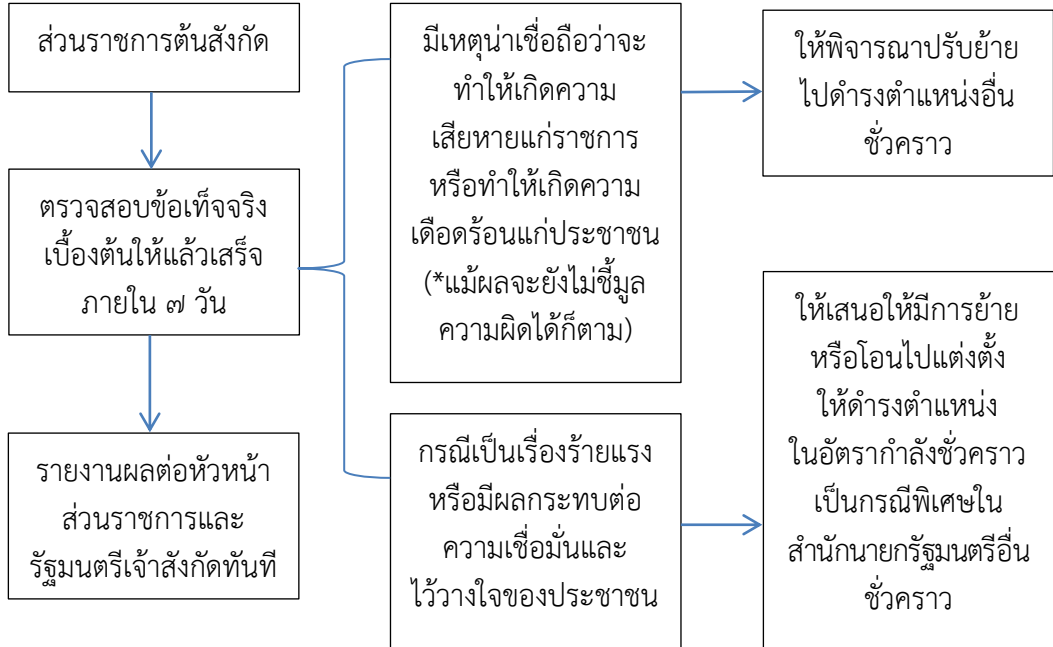 ส่วนราชการต้นสังกัด
ตรวจสอบข้อเท็จจริง
เบื้องต้นให้แล้วเสร็จ
ภายใน ๗ วัน
รายงานผลต่อหัวหน้า
ส่วนราชการและ
รัฐมนตรีเจ้าสังกัดทันที
มีเหตุน่าเชื่อถือว่าจะ
ทำให้เกิดความ
เสียหายแก่ราชการ
หรือทำให้เกิดความ
เดือดร้อนแก่ประชาชน
(*แม้ผลจะยังไม่ชี้มูล
ความผิดได้ก็ตาม)
ให้พิจารณาปรับย้าย
ไปดำรงตำแหน่งอื่น
ชั่วคราว
กรณีเป็นเรื่องร้ายแรง
หรือมีผลกระทบต่อ
ความเชื่อมั่นและ
ไว้วางใจของประชาชน
ให้เสนอให้มีการย้าย
หรือโอนไปแต่งตั้ง
ให้ดำรงตำแหน่ง
ในอัตรากำลังชั่วคราว
เป็นกรณีพิเศษใน
สำนักนายกรัฐมนตรีอื่น
ชั่วคราว